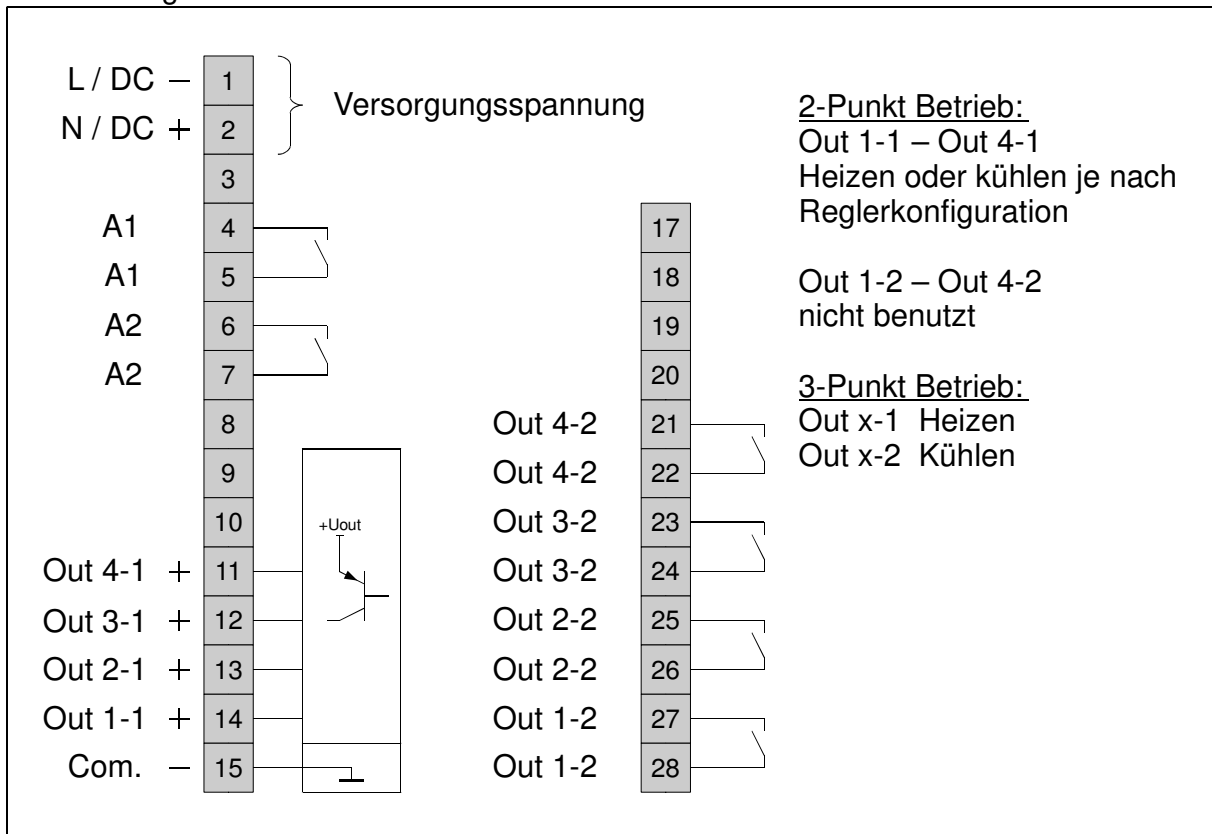 L / DC − 1
N / DC + 2
Versorgungsspannung
3
A1 4
A1 5
A2 6
A2 7
8
9
10
+Uout
Out 4-1 + 11
Out 3-1 + 12
Out 2-1 + 13
Out 1-1 + 14
Com. − 15
17
18
19
20
Out 4-2 21
Out 4-2 22
Out 3-2 23
Out 3-2 24
Out 2-2 25
Out 2-2 26
Out 1-2 27
Out 1-2 28
2-Punkt Betrieb:
Out 1-1 – Out 4-1
Heizen oder kühlen je nach
Reglerkonfiguration
Out 1-2 – Out 4-2
nicht benutzt
3-Punkt Betrieb:
Out x-1 Heizen
Out x-2 Kühlen